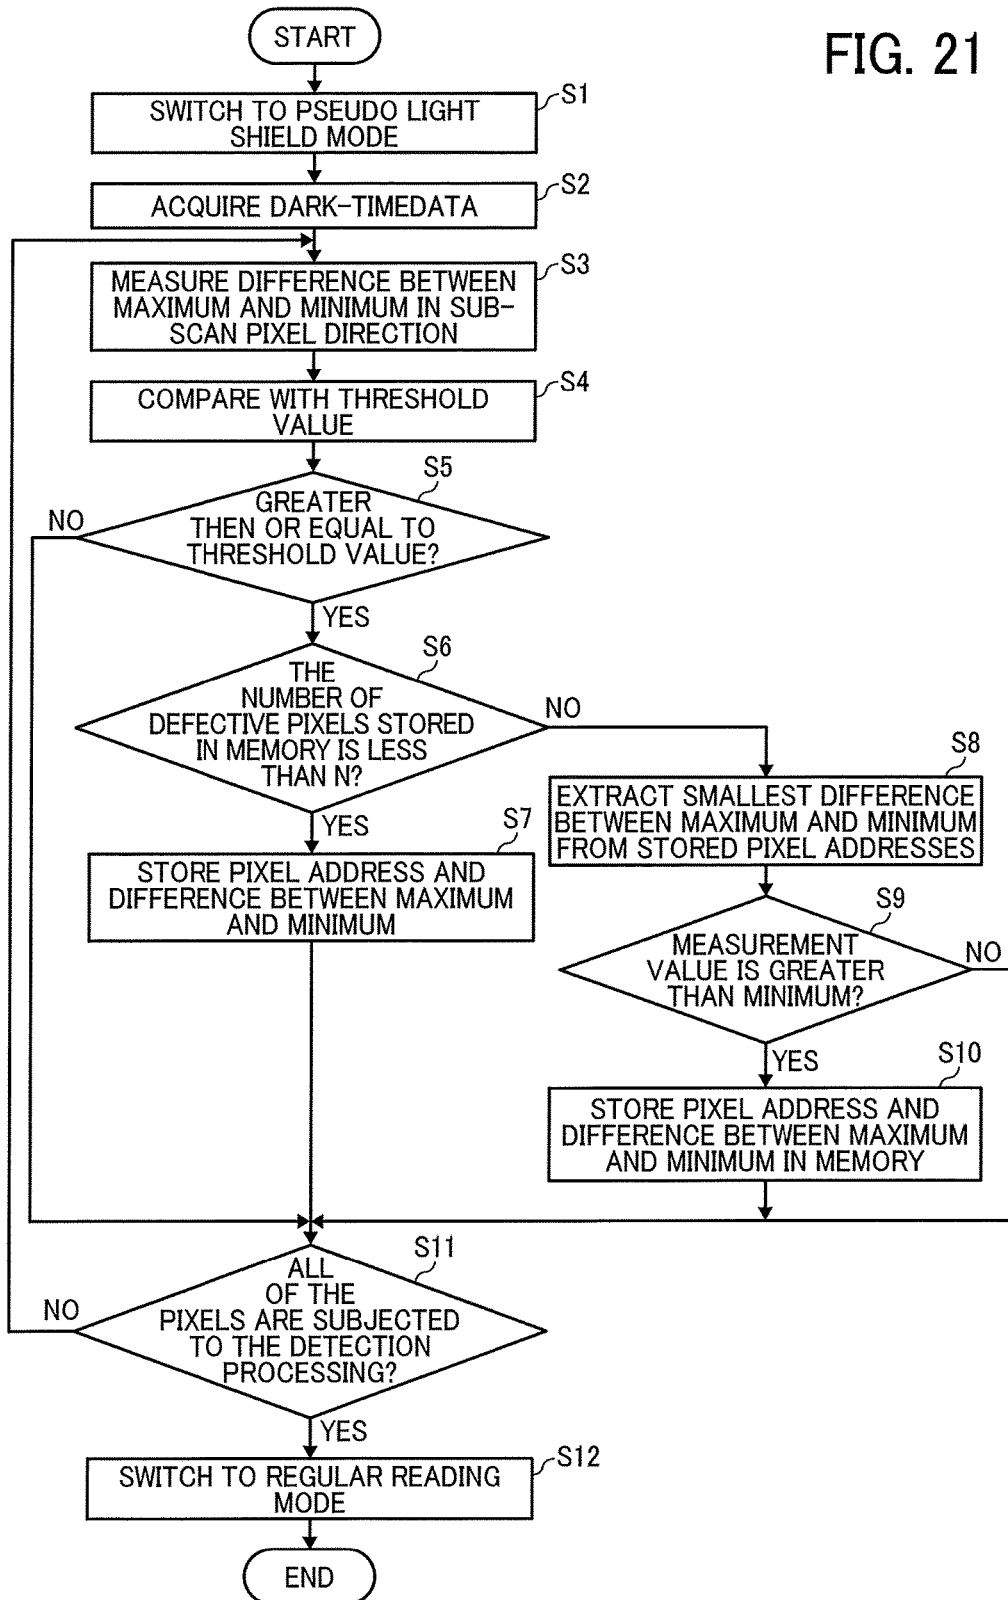 START
FIG. 21
S1
SWITCH TO PSEUDO LIGHT
SHIELD MODE
S2
ACQUIRE DARK-TIMEDATA
S3
MEASURE DIFFERENCE BETWEEN
MAXIMUM AND MINIMUM IN SUB-
SCAN PIXEL DIRECTION
S4
COMPARE WITH THRESHOLD
VALUE
S5
GREATER
THEN OR EQUAL TO
THRESHOLD VALUE?
NO
YES
S6
THE
NUMBER OF
DEFECTIVE PIXELS STORED
IN MEMORY IS LESS
THAN N?
NO
YES
S7
STORE PIXEL ADDRESS AND
DIFFERENCE BETWEEN MAXIMUM
AND MINIMUM
S8
EXTRACT SMALLEST DIFFERENCE
BETWEEN MAXIMUM AND MINIMUM
FROM STORED PIXEL ADDRESSES
S9
MEASUREMENT
VALUE IS GREATER
THAN MINIMUM?
NO
YES
S10
STORE PIXEL ADDRESS AND
DIFFERENCE BETWEEN MAXIMUM
AND MINIMUM IN MEMORY
S11
ALL
OF THE
PIXELS ARE SUBJECTED
TO THE DETECTION
PROCESSING?
NO
YES
S12
SWITCH TO REGULAR READING
MODE
END